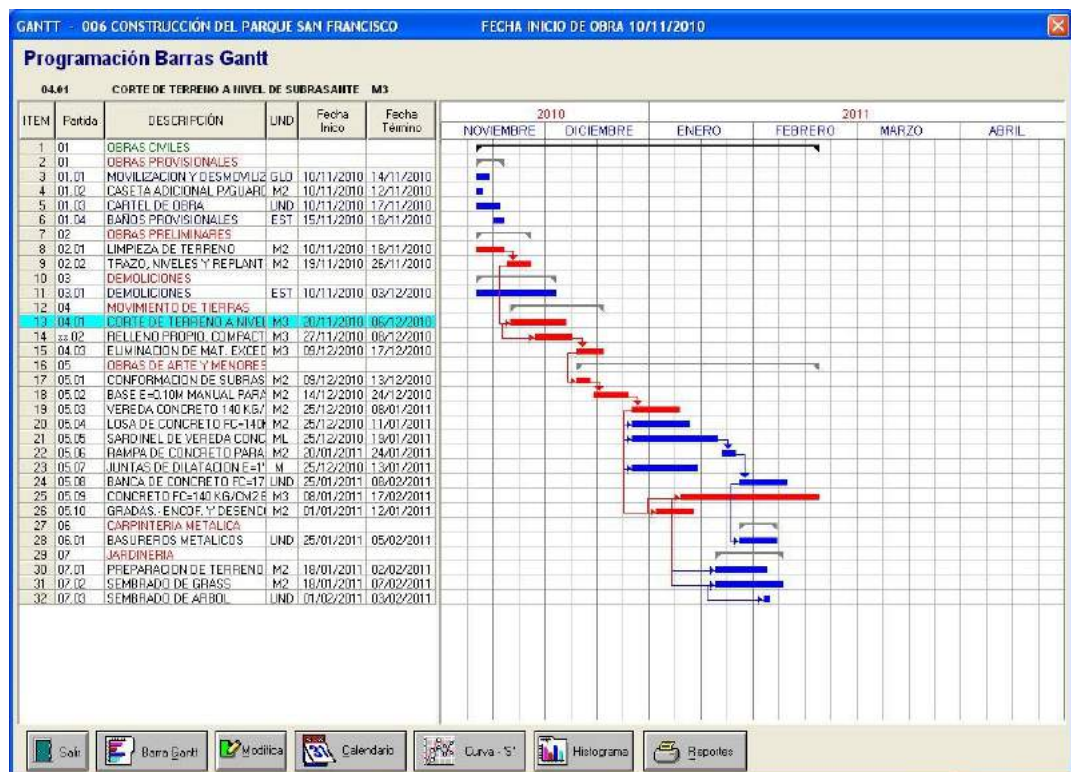 GANTT - 006 CONSTRUCCIÓN DEL PARQUE SAN FRANCISCO FECHA INICIO DE OBRA 10/11/2010
Programación Barras Gantt
04.01 CORTE DE TERRENO A NIVEL DE SUBRASANTE M3
ITEM Partida DESCRIPCIÓN UND Fecha Inico Fecha Término
2010 2011
NOVIEMBRE DICIEMBRE ENERO FEBRERO MARZO ABRIL
1 01 OBRAS CIVILES
2 01 OBRAS PROVISIONALES
3 01.01 MOVILIZACION Y DESMOVILIZ GLO 10/11/2010 14/11/2010
4 01.02 CASETA ADICIONAL P/GUARD M2 10/11/2010 12/11/2010
5 01.03 CARTEL DE OBRA UND 10/11/2010 17/11/2010
6 01.04 BAÑOS PROVISIONALES EST 15/11/2010 18/11/2010
7 02 OBRAS PRELIMINARES
8 02.01 LIMPIEZA DE TERRENO M2 10/11/2010 18/11/2010
9 02.02 TRAZO, NIVELES Y REPLANT M2 19/11/2010 26/11/2010
10 03 DEMOLICIONES
11 03.01 DEMOLICIONES EST 10/11/2010 03/12/2010
12 04 MOVIMIENTO DE TIERRAS
13 04.01 CORTE DE TERRENO A NIVEL M3 20/11/2010 06/12/2010
14 xx.02 RELLENO PROPIO, COMPACT M3 27/11/2010 08/12/2010
15 04.03 ELIMINACION DE MAT. EXCED M3 09/12/2010 17/12/2010
16 05 OBRAS DE ARTE Y MENORES
17 05.01 CONFORMACION DE SUBRAS M2 09/12/2010 13/12/2010
18 05.02 BASE E=0.10M MANUAL PARA M2 14/12/2010 24/12/2010
19 05.03 VEREDA CONCRETO 140 KG/ M2 25/12/2010 08/01/2011
20 05.04 LOSA DE CONCRETO FC=140K M2 25/12/2010 11/01/2011
21 05.05 SARDINEL DE VEREDA CONC ML 25/12/2010 19/01/2011
22 05.06 RAMPA DE CONCRETO PARA M2 20/01/2011 24/01/2011
23 05.07 JUNTAS DE DILATACION E=1" M 25/12/2010 13/01/2011
24 05.08 BANCA DE CONCRETO FC=17 UND 25/01/2011 08/02/2011
25 05.09 CONCRETO FC=140 KG/CM2 E M3 08/01/2011 17/02/2011
26 05.10 GRADAS.- ENCOF. Y DESENC M2 01/01/2011 12/01/2011
27 06 CARPINTERIA METALICA
28 06.01 BASUREROS METALICOS UND 25/01/2011 05/02/2011
29 07 JARDINERIA
30 07.01 PREPARACION DE TERRENO M2 18/01/2011 02/02/2011
31 07.02 SEMBRADO DE GRASS M2 18/01/2011 07/02/2011
32 07.03 SEMBRADO DE ARBOL UND 01/02/2011 03/02/2011
Salir Barra Gantt Modifica Calendario Curva - 'S' Histograma Reportes